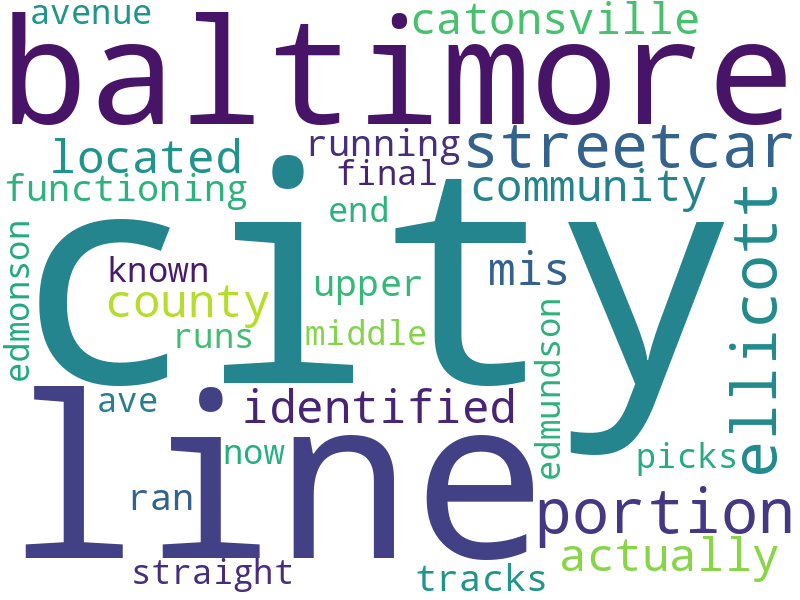 avenue
catonsville
baltimore
running
streetcar
located
final
community
functioning
end
city
edmonson
known
upper
mis
county
runs
middle
ellicott
edmundson
ave
identified
line
now
picks
ran
portion
actually
straight
tracks